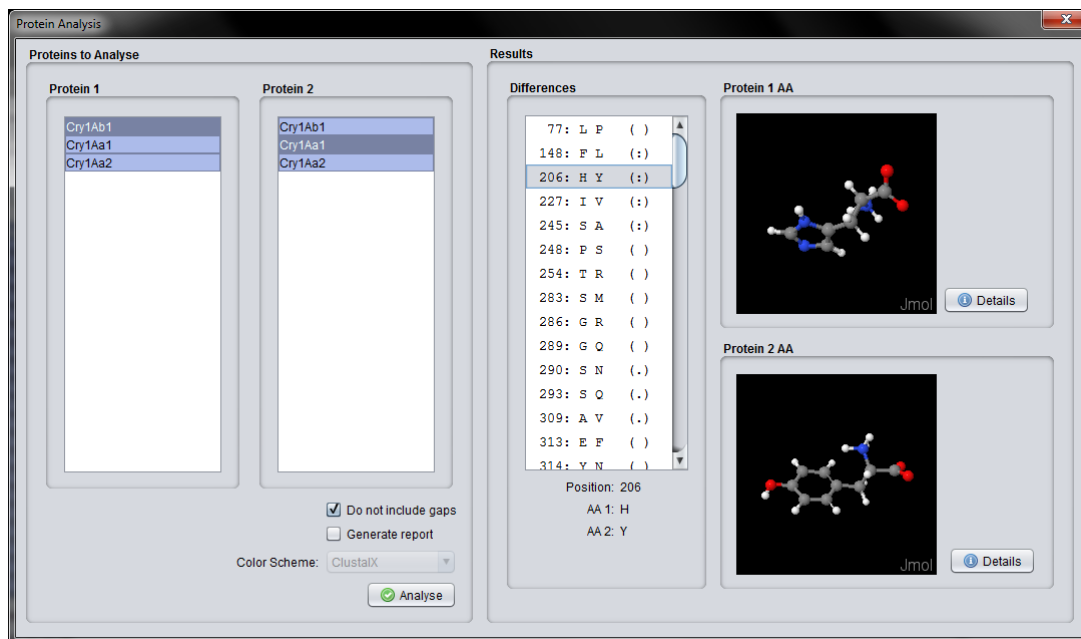 Protein Analysis
Proteins to Analyse
Protein 1
Cry1Ab1
Cry1Aa1
Cry1Aa2
Protein 2
Cry1Ab1
Cry1Aa1
Cry1Aa2
Do not include gaps
Generate report
Color Scheme: ClustalX
Analyse
Results
Differences
77: L P ( )
148: F L (:)
206: H Y (:)
227: I V (:)
245: S A (:)
248: P S ( )
254: T R ( )
283: S M ( )
286: G R ( )
289: G Q ( )
290: S N (.)
293: S Q (.)
309: A V (.)
313: E F ( )
314: Y N ( )
Position: 206
AA 1: H
AA 2: Y
Protein 1 AA
Jmol
Details
Protein 2 AA
Jmol
Details